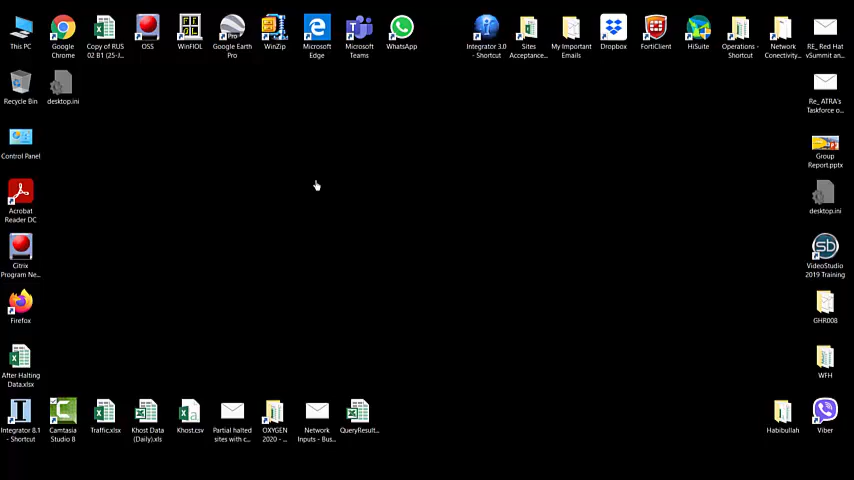 This PC
Google
Chrome
Copy of RUS
02 B1 (25-I...
OSS
WinFIOL
Google Earth
Pro
WinZip
Microsoft
Edge
Microsoft
Teams
WhatsApp
Integrator 3.0
- Shortcut
Sites
Acceptance...
My Important
Emails
Dropbox
FortiClient
HiSuite
Operations -
Shortcut
Network
Conectivity...
RE_ Red Hat
vSummit an...
Recycle Bin
desktop.ini
Re_ ATRA's
Taskforce o...
Control Panel
Group
Report.pptx
Acrobat
Reader DC
desktop.ini
Citrix
Program Ne...
VideoStudio
2019 Training
Firefox
GHR008
After Halting
Data.xlsx
WFH
Integrator 8.1
- Shortcut
Camtasia
Studio 8
Traffic.xlsx
Khost Data
(Daily).xls
Khost.csv
Partial halted
sites with c...
OXYGEN
2020 - ...
Network
Inputs - Bus...
QueryResult...
Habibullah
Viber